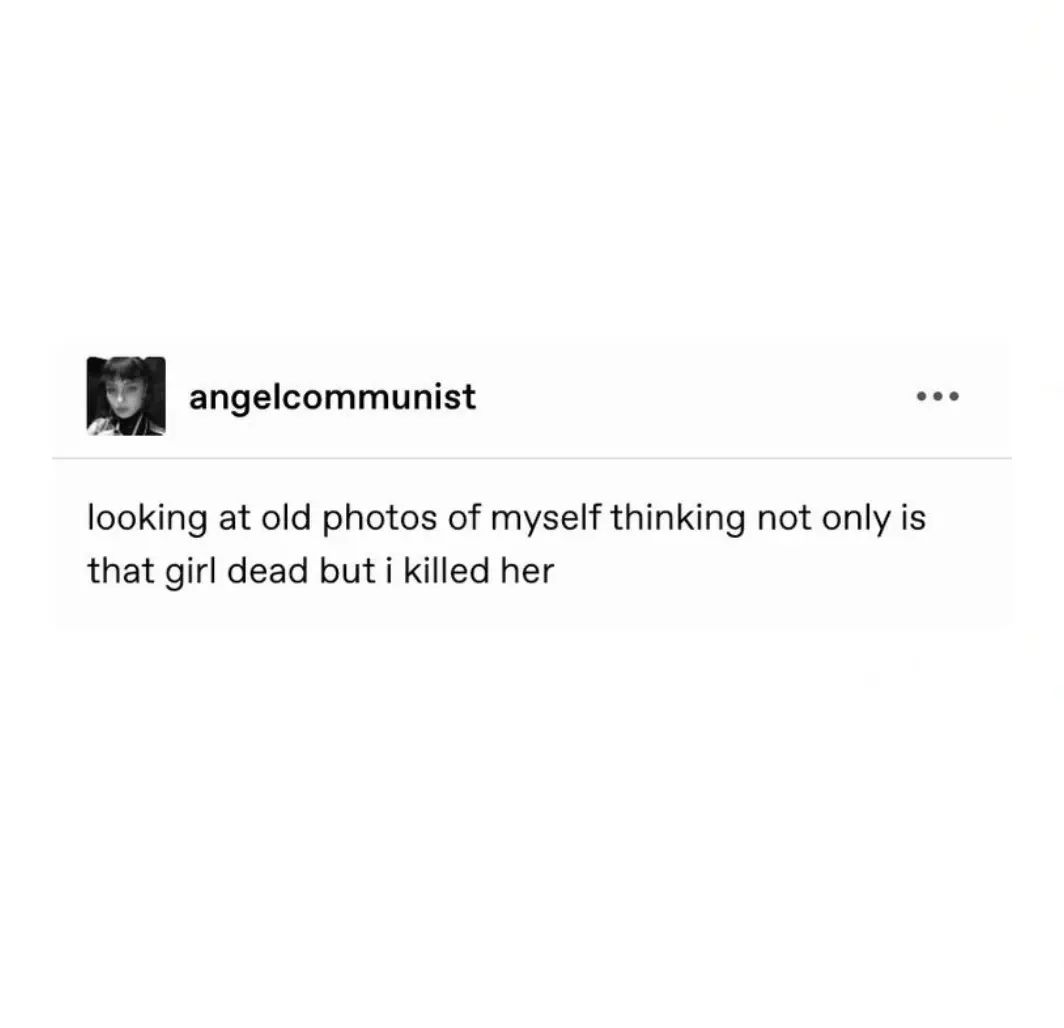 angelcommunist
looking at old photos of myself thinking not only is
that girl dead but i killed her